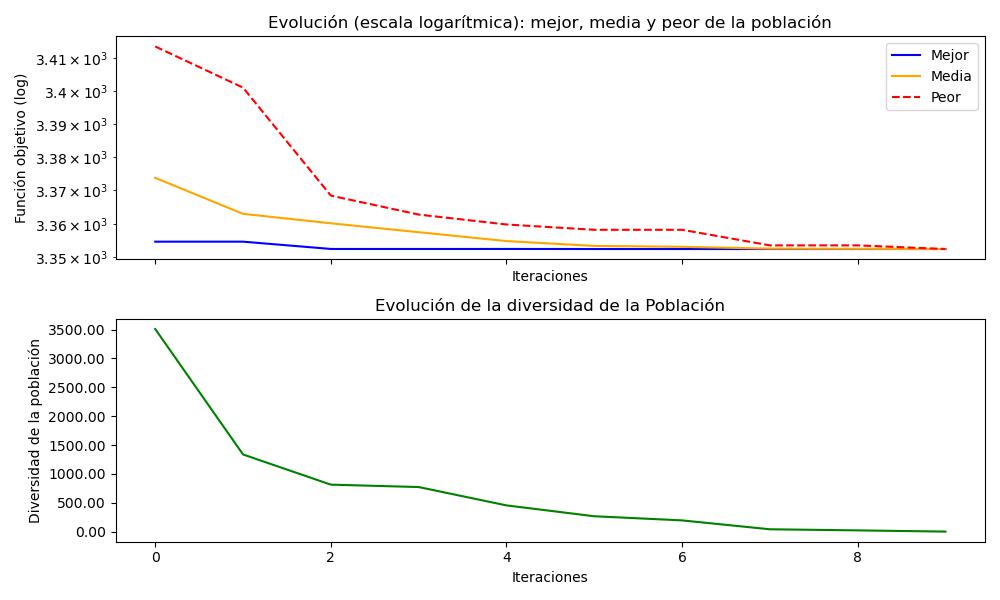 Evolución (escala logarítmica): mejor, media y peor de la población
Función objetivo (log)
3.41 × 10³
3.4 × 10³
3.39 × 10³
3.38 × 10³
3.37 × 10³
3.36 × 10³
3.35 × 10³
Mejor
Media
Peor
Iteraciones
Evolución de la diversidad de la Población
Diversidad de la población
3500.00
3000.00
2500.00
2000.00
1500.00
1000.00
500.00
0.00
0 2 4 6 8
Iteraciones